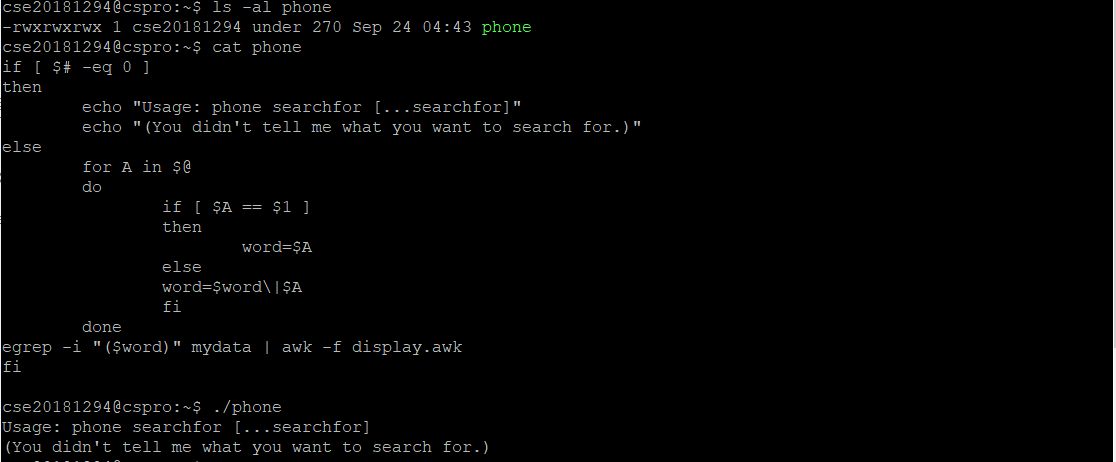 cse20181294@cspro:~$ ls -al phone
-rwxrwxrwx 1 cse20181294 under 270 Sep 24 04:43 phone
cse20181294@cspro:~$ cat phone
if [ $# -eq 0 ]
then
        echo "Usage: phone searchfor [...searchfor]"
        echo "(You didn't tell me what you want to search for.)"
else
        for A in $@
        do
                if [ $A == $1 ]
                then
                        word=$A
                else
                word=$word\|$A
                fi
        done
egrep -i "($word)" mydata | awk -f display.awk
fi

cse20181294@cspro:~$ ./phone
Usage: phone searchfor [...searchfor]
(You didn't tell me what you want to search for.)